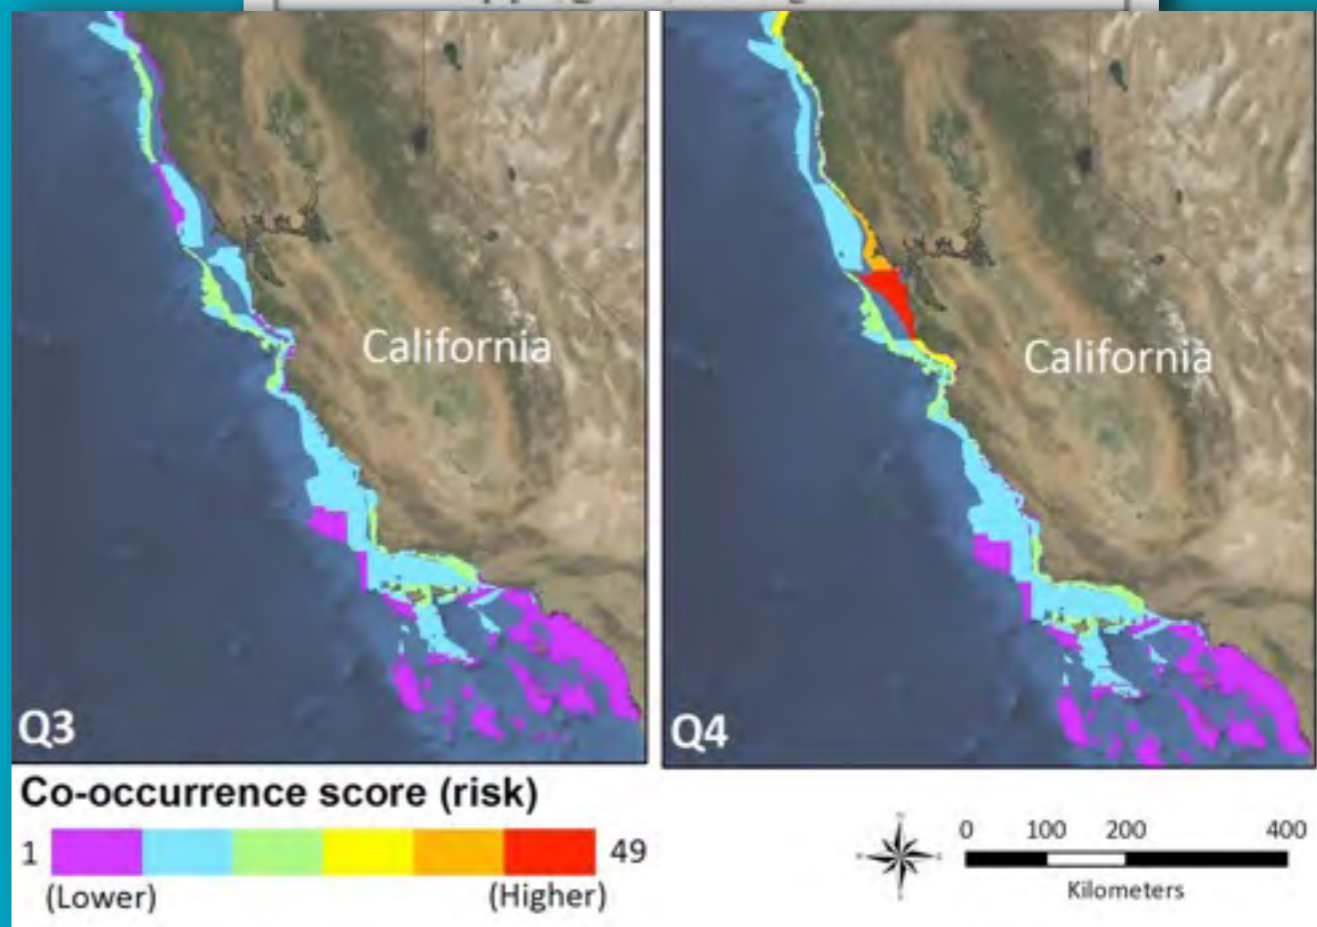 California
California
Q3
Q4
Co-occurrence score (risk)
1
49
(Lower)
(Higher)
0 100 200 400
Kilometers